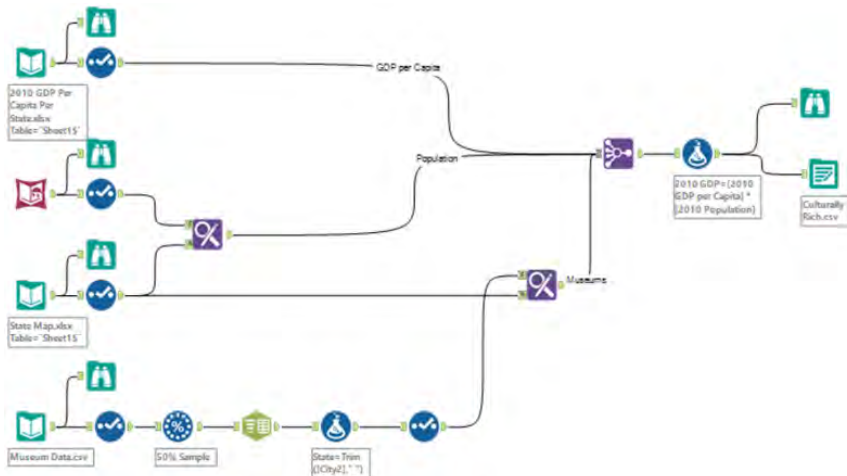 GDP per Capita
2010 GDP Per
Capita Per
State.xlsx
Table=`Sheet1$`
Population
2010 GDP=[2010
GDP per Capita] *
[2010 Population]
Culturally
Rich.csv
State Map.xlsx
Table=`Sheet1$`
Museums
Museum Data.csv
50% Sample
State=Trim
([City2]," ")